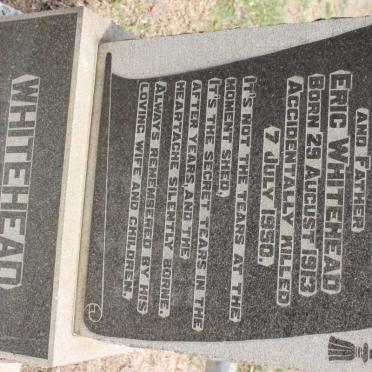 AND FATHER
ERIC WHITEHEAD
BORN 29 AUGUST 1913
ACCIDENTALLY KILLED
7 JULY 1950.
IT'S NOT THE TEARS AT THE
MOMENT SHED,
IT'S THE SECRET TEARS IN THE
AFTER YEARS, AND THE
HEARTACHE SILENTLY BORNE.
ALWAYS REMEMBERED BY HIS
LOVING WIFE AND CHILDREN.
WHITEHEAD